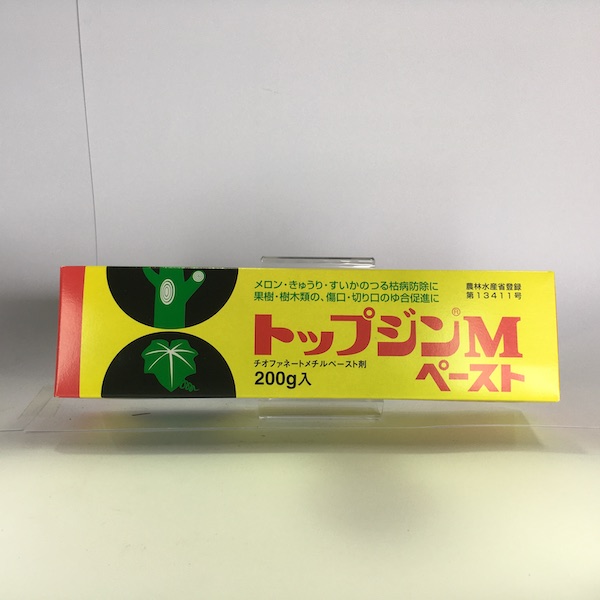 メロン・きゅうり・すいかのつる枯病防除に
果樹・樹木類の、傷口・切り口のゆ合促進に
農林水産省登録
第13411号
トップジンM®
チオファネートメチルペースト剤
ペースト
200g入